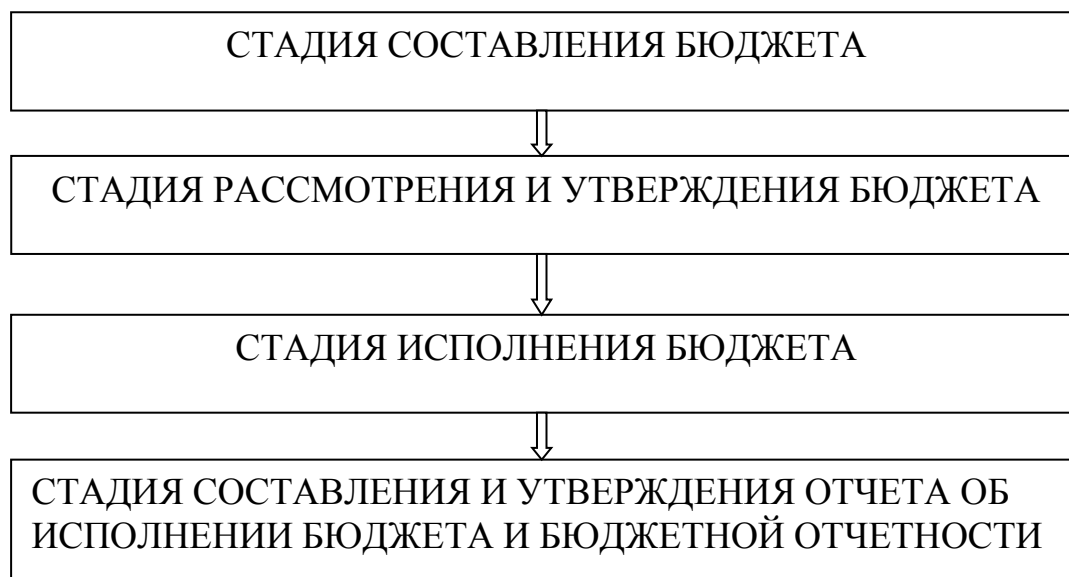 СТАДИЯ СОСТАВЛЕНИЯ БЮДЖЕТА
СТАДИЯ РАССМОТРЕНИЯ И УТВЕРЖДЕНИЯ БЮДЖЕТА
СТАДИЯ ИСПОЛНЕНИЯ БЮДЖЕТА
СТАДИЯ СОСТАВЛЕНИЯ И УТВЕРЖДЕНИЯ ОТЧЕТА ОБ
ИСПОЛНЕНИИ БЮДЖЕТА И БЮДЖЕТНОЙ ОТЧЕТНОСТИ